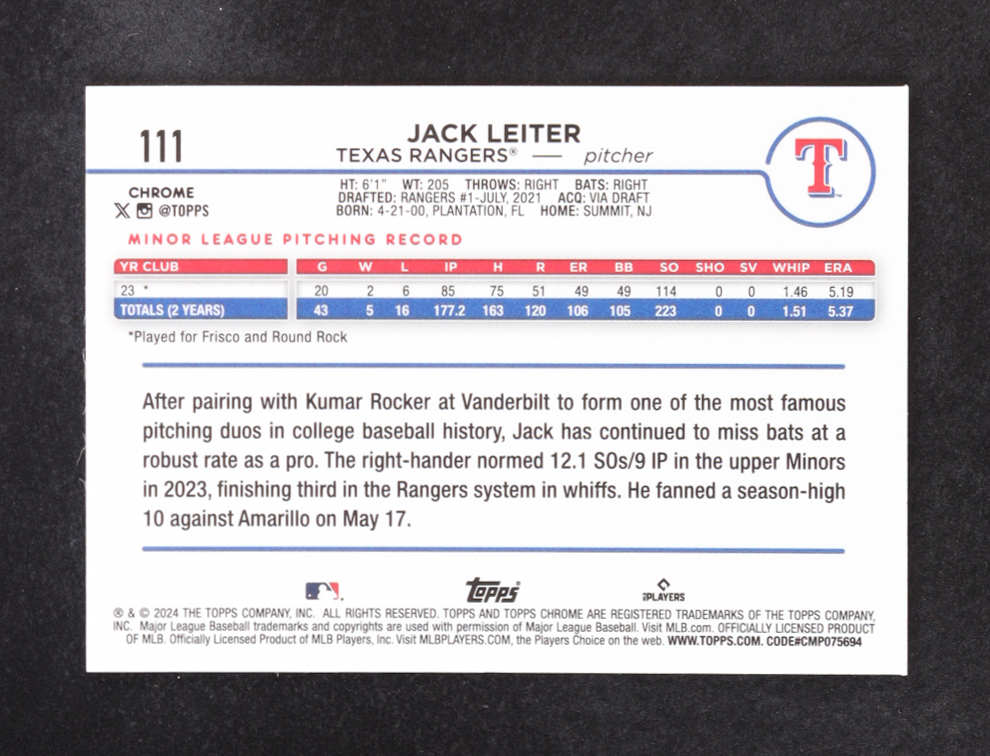 111
JACK LEITER
TEXAS RANGERS® — pitcher
T
CHROME
X @TOPPS
HT: 6'1" WT: 205 THROWS: RIGHT BATS: RIGHT
DRAFTED: RANGERS #1-JULY, 2021 ACQ: VIA DRAFT
BORN: 4-21-00, PLANTATION, FL HOME: SUMMIT, NJ
MINOR LEAGUE PITCHING RECORD
YR CLUB G W L IP H R ER BB SO SHO SV WHIP ERA
23 * 20 2 6 85 75 51 49 49 114 0 0 1.46 5.19
TOTALS (2 YEARS) 43 5 16 177.2 163 120 106 105 223 0 0 1.51 5.37
*Played for Frisco and Round Rock
After pairing with Kumar Rocker at Vanderbilt to form one of the most famous
pitching duos in college baseball history, Jack has continued to miss bats at a
robust rate as a pro. The right-hander normed 12.1 SOs/9 IP in the upper Minors
in 2023, finishing third in the Rangers system in whiffs. He fanned a season-high
10 against Amarillo on May 17.
topps®
PLAYERS
® & © 2024 THE TOPPS COMPANY, INC. ALL RIGHTS RESERVED. TOPPS AND TOPPS CHROME ARE REGISTERED TRADEMARKS OF THE TOPPS COMPANY,
INC. Major League Baseball trademarks and copyrights are used with permission of Major League Baseball. Visit MLB.com. OFFICIALLY LICENSED PRODUCT
OF MLB. Officially Licensed Product of MLB Players, Inc. Visit MLBPLAYERS.COM, the Players Choice on the web. WWW.TOPPS.COM. CODE#CMP075694